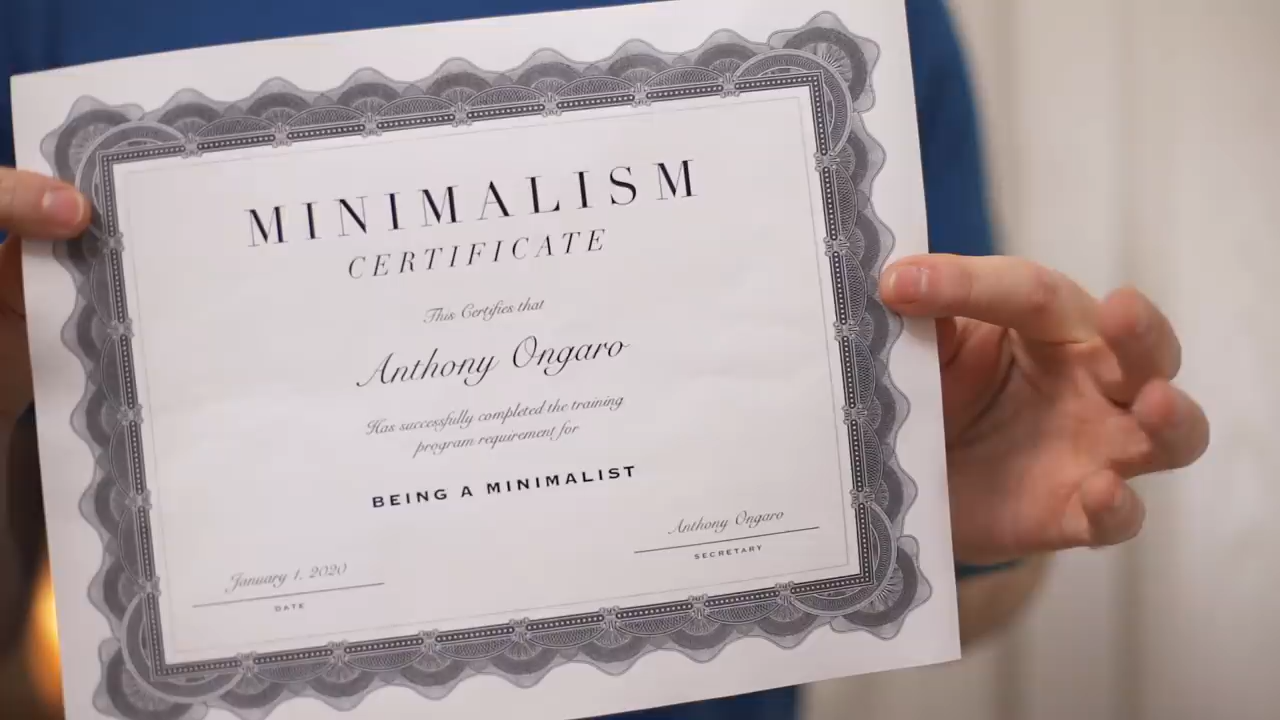 MINIMALISM
CERTIFICATE
This Certifies that
Anthony Ongaro
Has successfully completed the training
program requirement for
BEING A MINIMALIST
Anthony Ongaro
SECRETARY
January 1, 2020
DATE